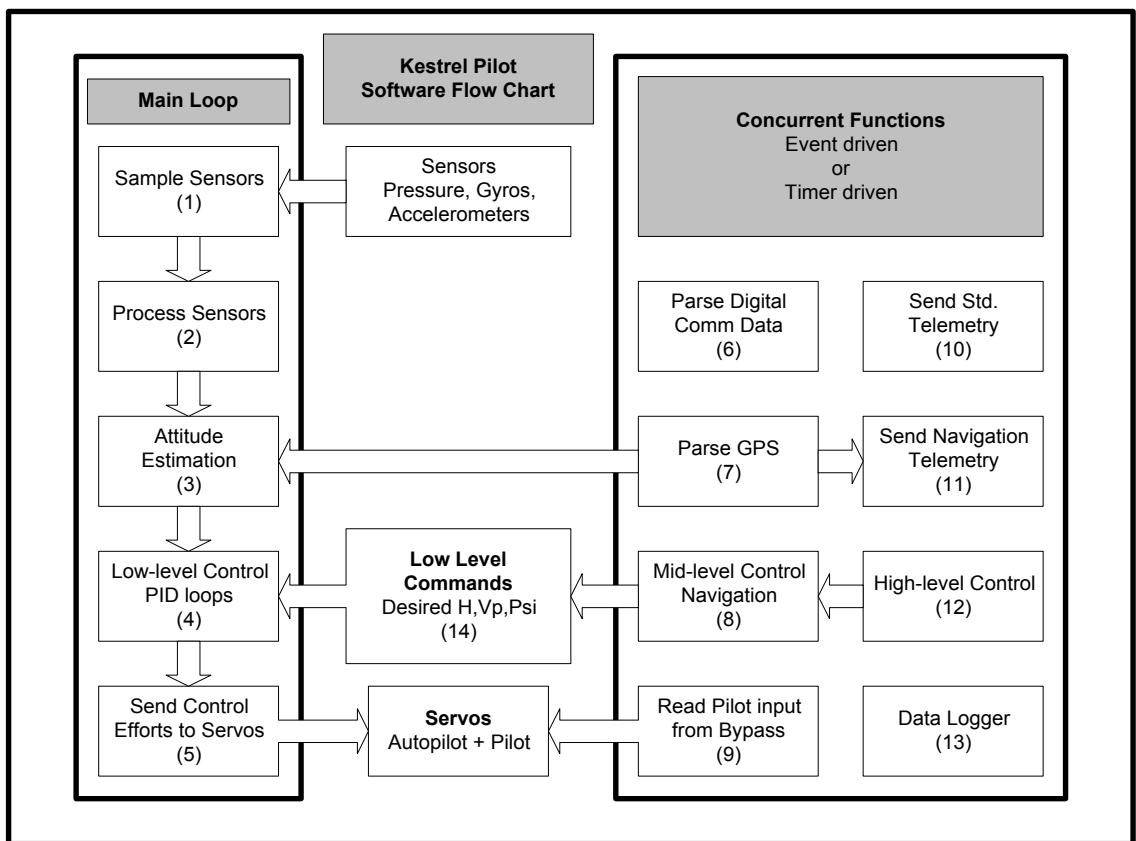 Kestrel Pilot
Software Flow Chart
Main Loop
Sample Sensors
(1)
Process Sensors
(2)
Attitude
Estimation
(3)
Low-level Control
PID loops
(4)
Send Control
Efforts to Servos
(5)
Sensors
Pressure, Gyros,
Accelerometers
Low Level
Commands
Desired H,Vp,Psi
(14)
Servos
Autopilot + Pilot
Concurrent Functions
Event driven
or
Timer driven
Parse Digital
Comm Data
(6)
Send Std.
Telemetry
(10)
Parse GPS
(7)
Send Navigation
Telemetry
(11)
Mid-level Control
Navigation
(8)
High-level Control
(12)
Read Pilot input
from Bypass
(9)
Data Logger
(13)